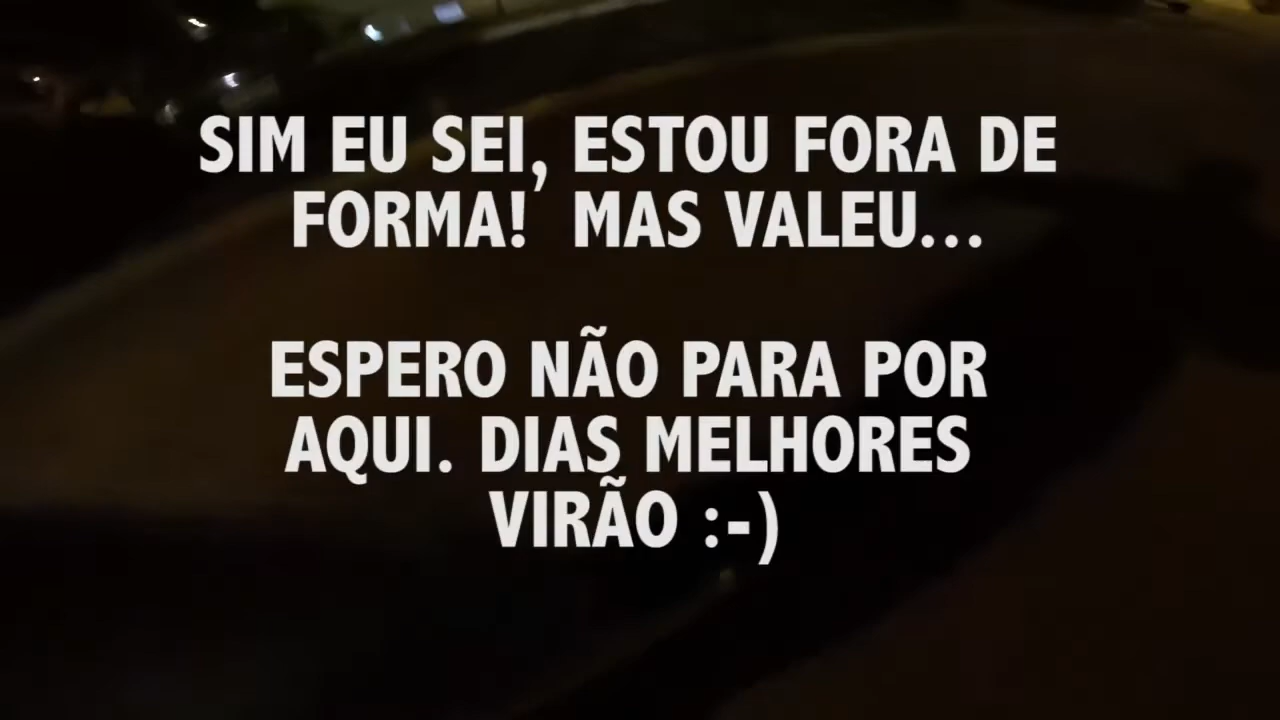 SIM EU SEI, ESTOU FORA DE
FORMA!  MAS VALEU...
ESPERO NÃO PARA POR
AQUI. DIAS MELHORES
VIRÃO :-)